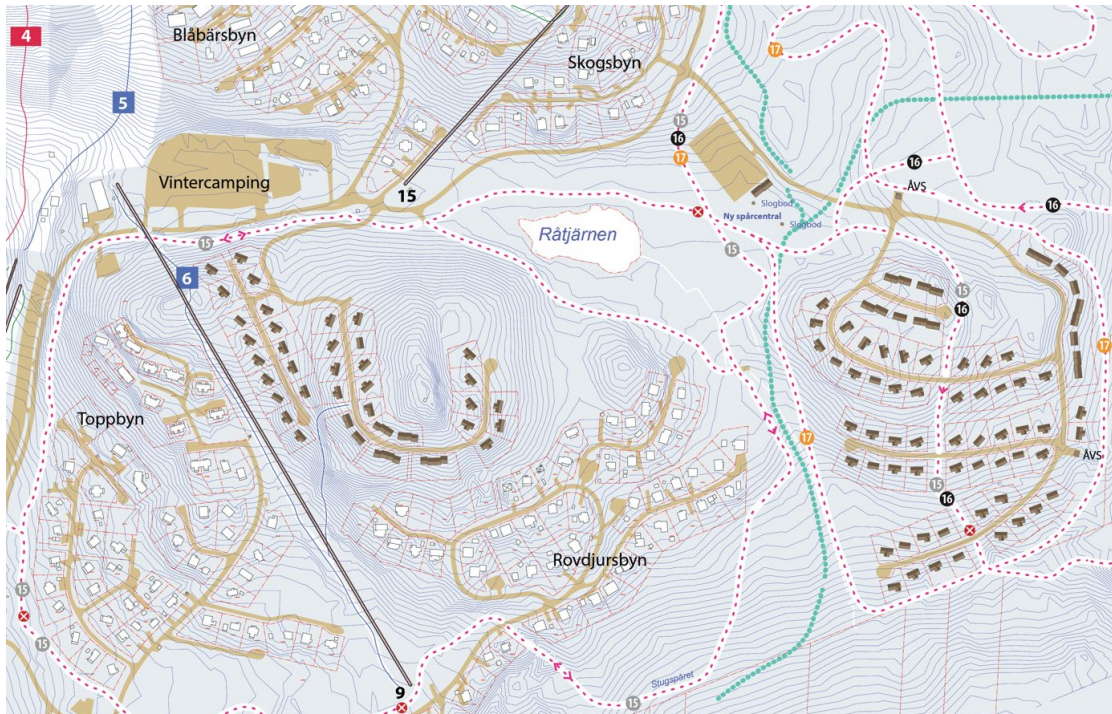 4
Blåbärsbyn
Skogsbyn
17
5
15
16
17
16
Vintercamping
15
ÅVS
Slogbod
16
Ny spårcentral
Slogbod
Råtjärnen
15
15
6
15
16
17
Toppbyn
17
ÅVS
15
16
Rovdjursbyn
15
15
Stugspåret
9
15